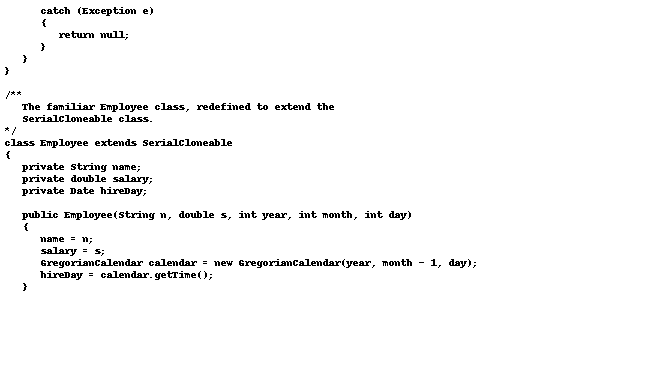 catch (Exception e)
      {
         return null;
      }
   }
}

/**
   The familiar Employee class, redefined to extend the
   SerialCloneable class.
*/
class Employee extends SerialCloneable
{
   private String name;
   private double salary;
   private Date hireDay;

   public Employee(String n, double s, int year, int month, int day)
   {
      name = n;
      salary = s;
      GregorianCalendar calendar = new GregorianCalendar(year, month - 1, day);
      hireDay = calendar.getTime();
   }